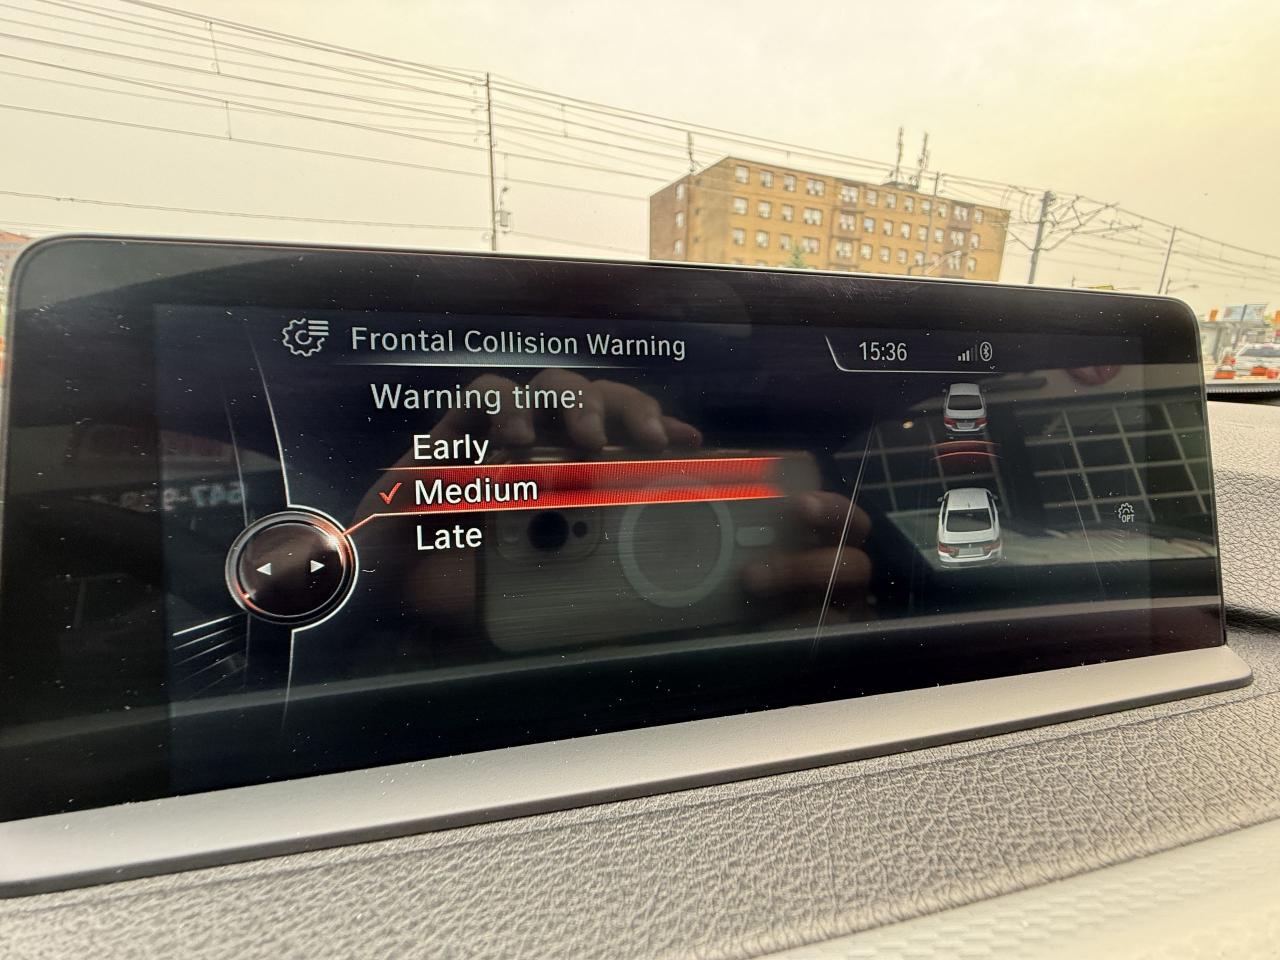 Frontal Collision Warning
15:36
Warning time:
Early
Medium
Late
OPT